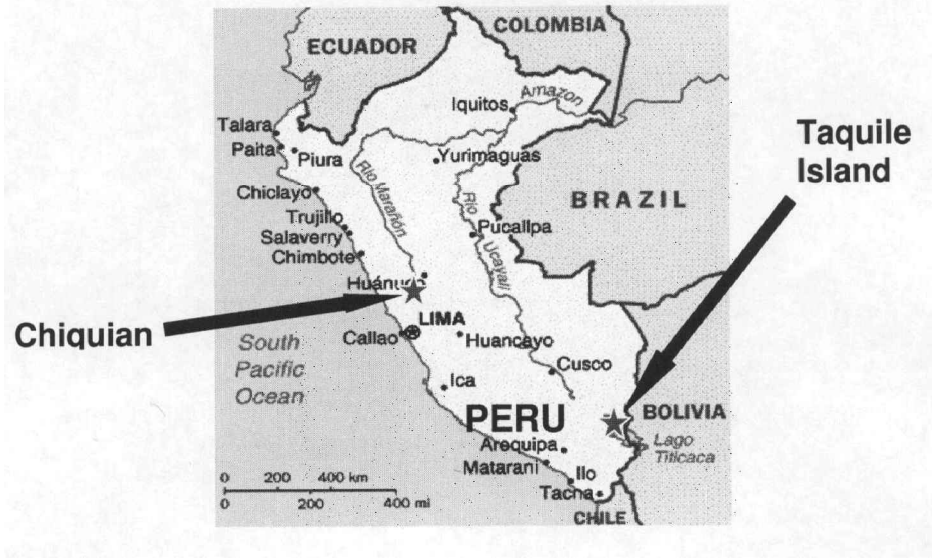 COLOMBIA
ECUADOR
Amazon
Iquitos
Talara
Paita
Piura
Yurimaguas
Taquile
Island
Chiclayo
Rio Marañón
Rio
Ucayali
BRAZIL
Trujillo
Salaverry
Pucallpa
Chimbote
Huánuco
Chiquian
LIMA
Callao
Huancayo
South
Pacific
Ocean
Cusco
Ica
PERU
BOLIVIA
Arequipa
Lago
Titicaca
Matarani
Ilo
Tacna
CHILE
0 200 400 km
0 200 400 mi